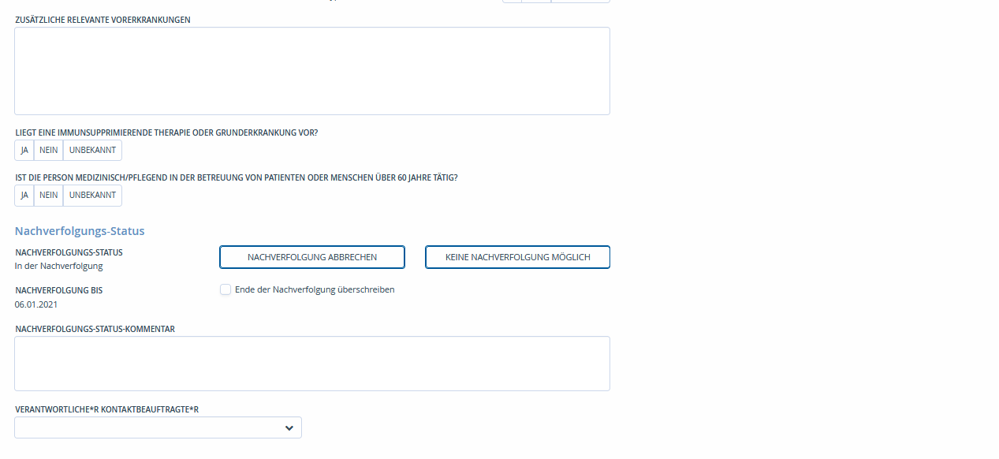 ZUSÄTZLICHE RELEVANTE VORERKRANKUNGEN
LIEGT EINE IMMUNSUPPRIMIERENDE THERAPIE ODER GRUNDERKRANKUNG VOR?
JA NEIN UNBEKANNT
IST DIE PERSON MEDIZINISCH/PFLEGEND IN DER BETREUUNG VON PATIENTEN ODER MENSCHEN ÜBER 60 JAHRE TÄTIG?
JA NEIN UNBEKANNT
Nachverfolgungs-Status
NACHVERFOLGUNGS-STATUS
In der Nachverfolgung
NACHVERFOLGUNG ABBRECHEN
KEINE NACHVERFOLGUNG MÖGLICH
NACHVERFOLGUNG BIS
06.01.2021
Ende der Nachverfolgung überschreiben
NACHVERFOLGUNGS-STATUS-KOMMENTAR
VERANTWORTLICHE*R KONTAKTBEAUFTRAGTE*R